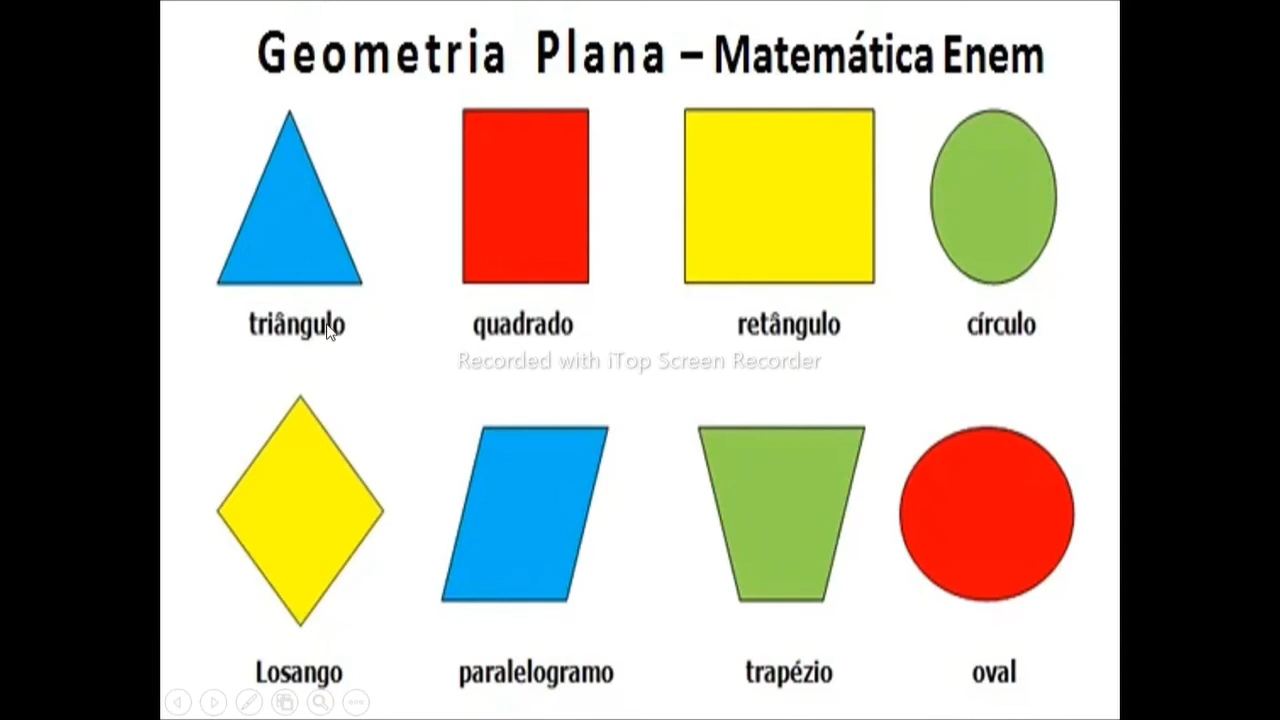 Geometria Plana – Matemática Enem
triângulo quadrado retângulo círculo
Recorded with iTop Screen Recorder
Losango paralelogramo trapézio oval